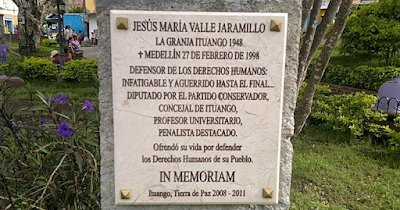 JESÚS MARÍA VALLE JARAMILLO
LA GRANJA ITUANGO 1948
✝ MEDELLÍN 27 DE FEBRERO DE 1998
DEFENSOR DE LOS DERECHOS HUMANOS:
INFATIGABLE Y AGUERRIDO HASTA EL FINAL...
DIPUTADO POR EL PARTIDO CONSERVADOR,
CONCEJAL DE ITUANGO,
PROFESOR UNIVERSITARIO,
PENALISTA DESTACADO.
Ofrendó su vida por defender
los Derechos Humanos de su Pueblo.
IN MEMORIAM
Ituango, Tierra de Paz 2008 - 2011